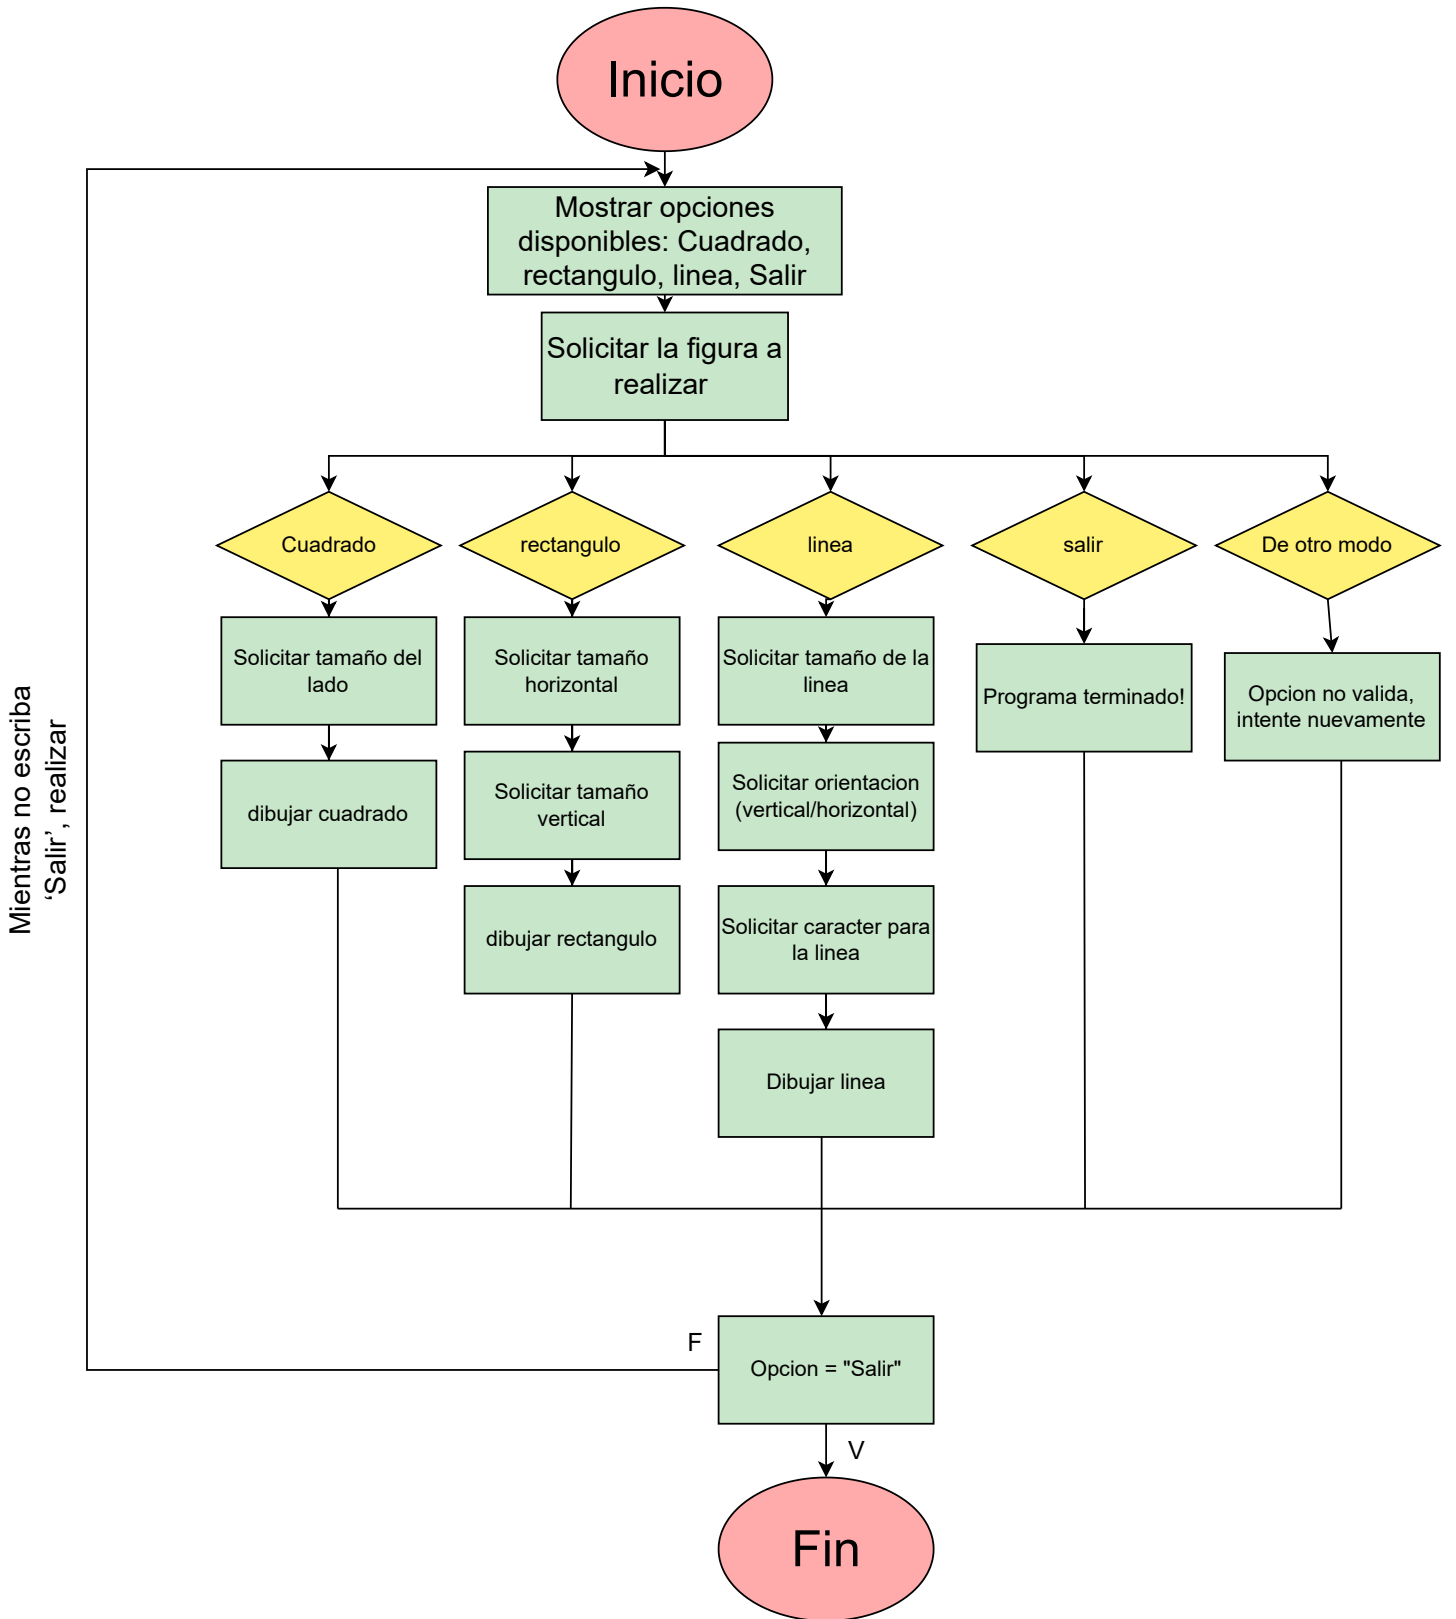 Inicio
Mostrar opciones
disponibles: Cuadrado,
rectangulo, linea, Salir
Solicitar la figura a
realizar
Cuadrado
rectangulo
linea
salir
De otro modo
Solicitar tamaño del
lado
Solicitar tamaño
horizontal
Solicitar tamaño de la
linea
Programa terminado!
Opcion no valida,
intente nuevamente
dibujar cuadrado
Solicitar tamaño
vertical
Solicitar orientacion
(vertical/horizontal)
dibujar rectangulo
Solicitar caracter para
la linea
Dibujar linea
Mientras no escriba
‘Salir’, realizar
F
Opcion = "Salir"
V
Fin